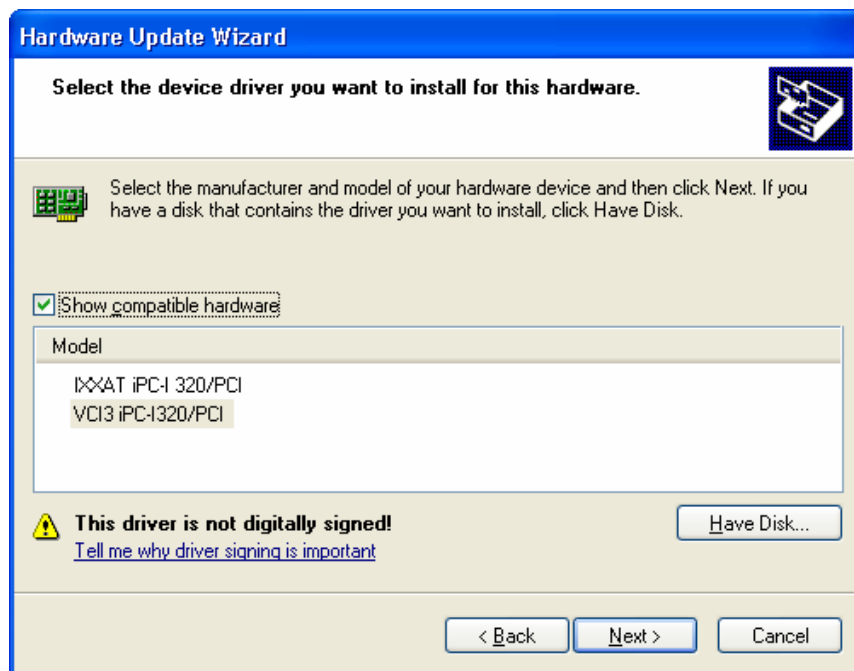 Hardware Update Wizard
Select the device driver you want to install for this hardware.
Select the manufacturer and model of your hardware device and then click Next. If you
have a disk that contains the driver you want to install, click Have Disk.
Show compatible hardware
Model
IXXAT iPC-I 320/PCI
VCI3 iPC-I320/PCI
This driver is not digitally signed!
Have Disk...
Tell me why driver signing is important
< Back
Next >
Cancel